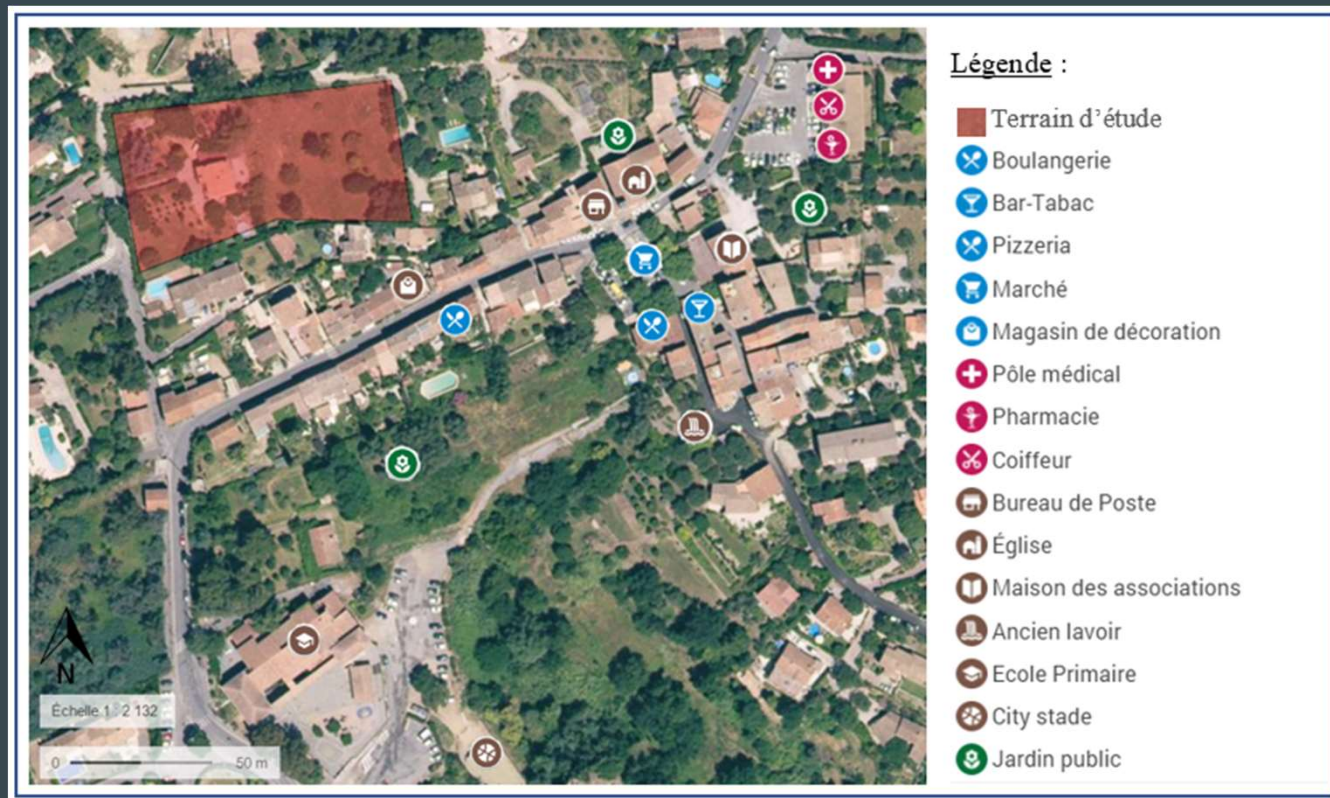 Légende :
Terrain d’étude
Boulangerie
Bar-Tabac
Pizzeria
Marché
Magasin de décoration
Pôle médical
Pharmacie
Coiffeur
Bureau de Poste
Église
Maison des associations
Ancien lavoir
Ecole Primaire
City stade
Jardin public
N
Échelle 1 : 2 132
0 50 m